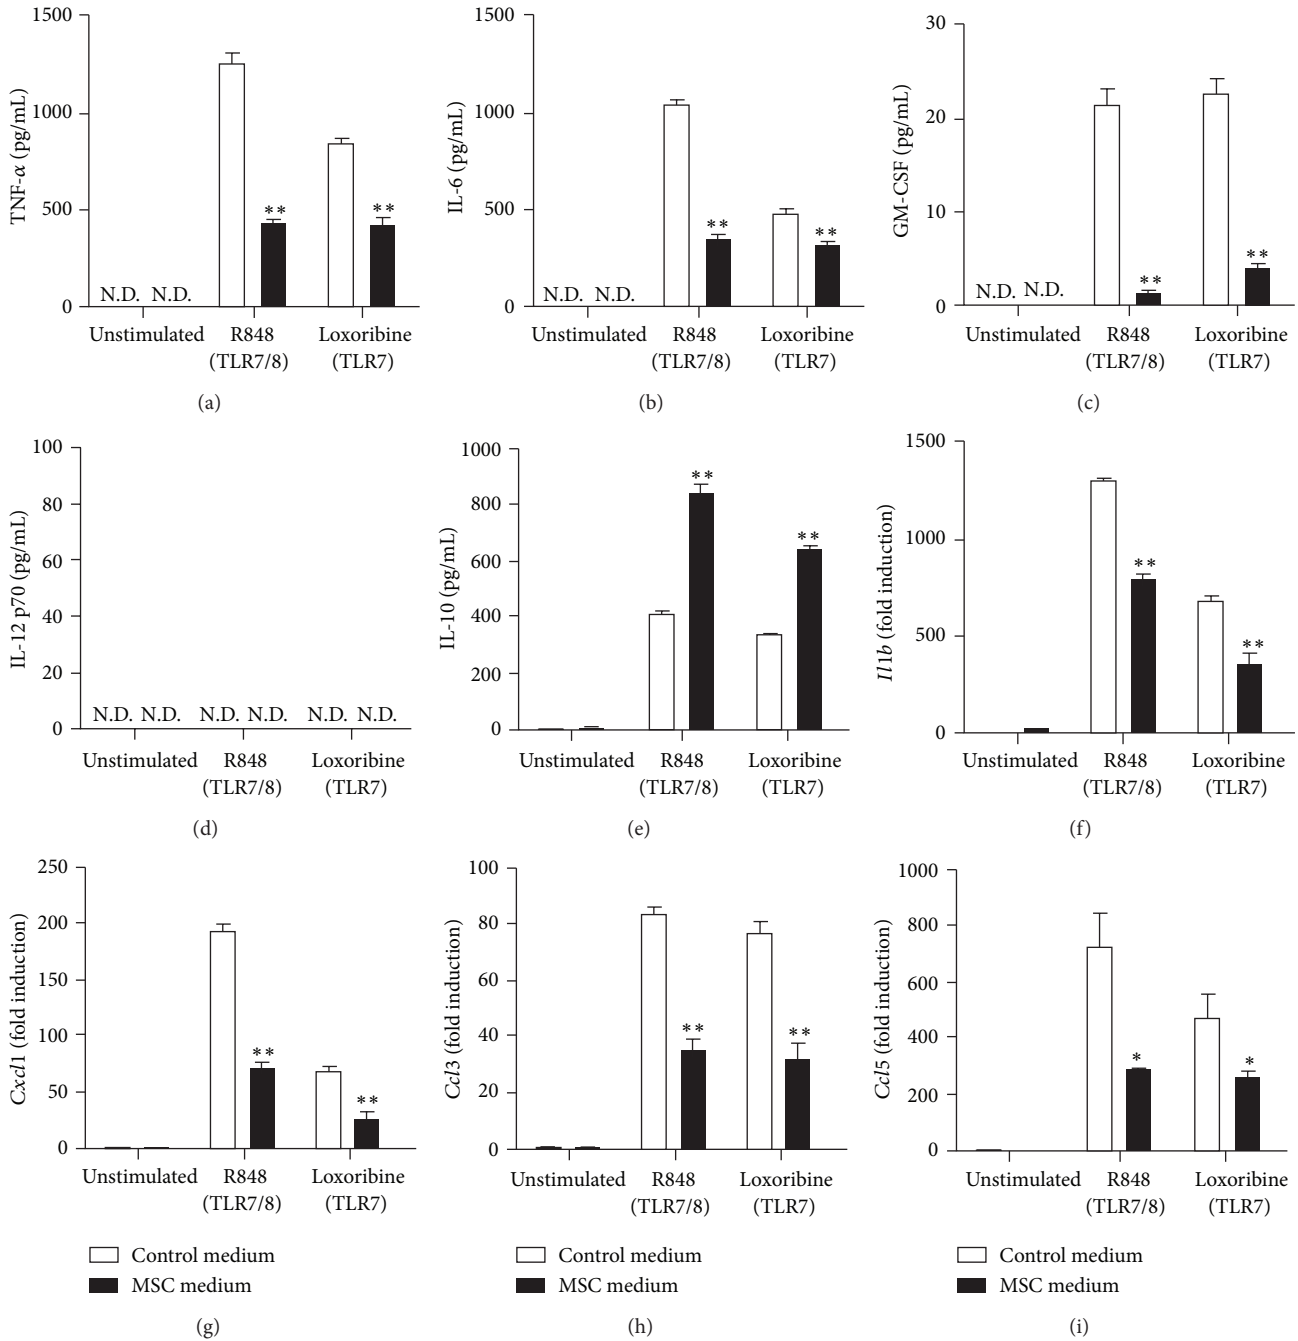 1500
1000
500
0
TNF-α (pg/mL)
N.D. N.D.
**
**
Unstimulated
R848
(TLR7/8)
Loxoribine
(TLR7)
(a)
1500
1000
500
0
IL-6 (pg/mL)
N.D. N.D.
**
**
Unstimulated
R848
(TLR7/8)
Loxoribine
(TLR7)
(b)
30
20
10
0
GM-CSF (pg/mL)
N.D. N.D.
**
**
Unstimulated
R848
(TLR7/8)
Loxoribine
(TLR7)
(c)
100
80
60
40
20
0
IL-12 p70 (pg/mL)
N.D. N.D. N.D. N.D. N.D. N.D.
Unstimulated
R848
(TLR7/8)
Loxoribine
(TLR7)
(d)
1000
800
600
400
200
0
IL-10 (pg/mL)
**
**
Unstimulated
R848
(TLR7/8)
Loxoribine
(TLR7)
(e)
1500
1000
500
0
Il1b (fold induction)
**
**
Unstimulated
R848
(TLR7/8)
Loxoribine
(TLR7)
(f)
250
200
150
100
50
0
Cxcl1 (fold induction)
**
**
Unstimulated
R848
(TLR7/8)
Loxoribine
(TLR7)
Control medium
MSC medium
(g)
100
80
60
40
20
0
Ccl3 (fold induction)
**
**
Unstimulated
R848
(TLR7/8)
Loxoribine
(TLR7)
Control medium
MSC medium
(h)
1000
800
600
400
200
0
Ccl5 (fold induction)
*
*
Unstimulated
R848
(TLR7/8)
Loxoribine
(TLR7)
Control medium
MSC medium
(i)